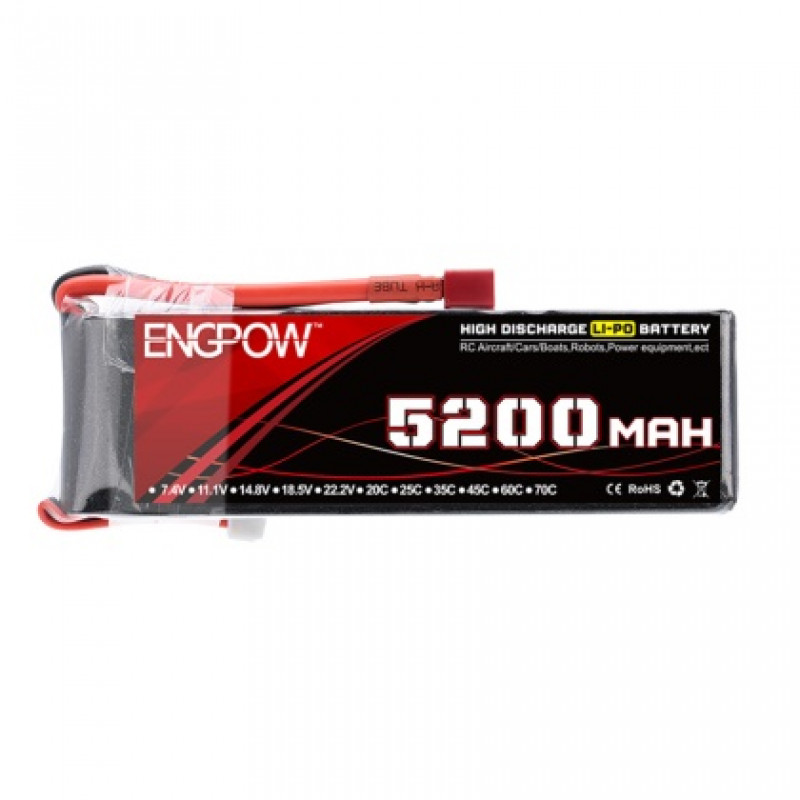 A-H TUBE
ENGPOW™
HIGH DISCHARGE LI-PO BATTERY
RC Aircraft/Cars/Boats,Robots,Power equipment,ect
5200MAH
• 7.4V • 11.1V • 14.8V • 18.5V • 22.2V • 20C • 25C • 35C • 45C • 60C • 70C
CE RoHS